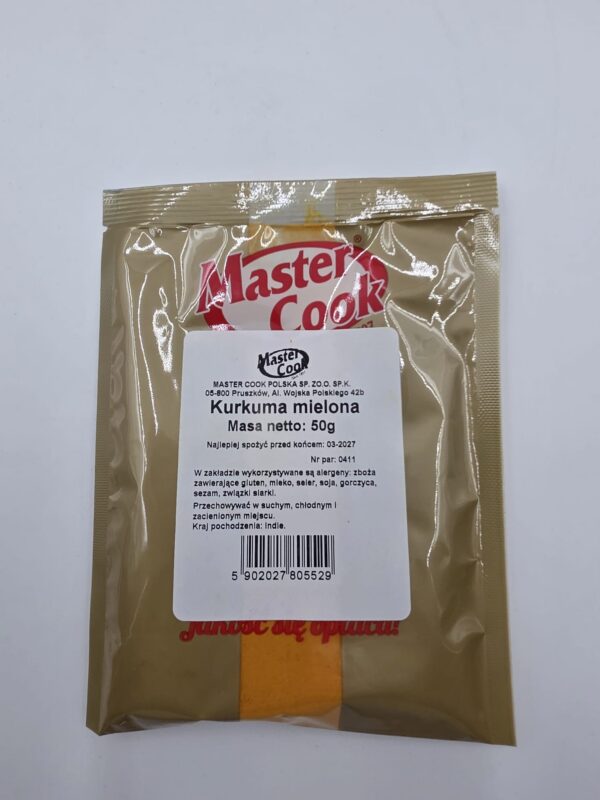 Master®
Cook
Master
Cook
MASTER COOK POLSKA SP. ZO.O. SP.K.
05-800 Pruszków, Al. Wojska Polskiego 42b
Kurkuma mielona
Masa netto: 50g
Najlepiej spożyć przed końcem: 03-2027
Nr par: 0411
W zakładzie wykorzystywane są alergeny: zboża
zawierające gluten, mleko, seler, soja, gorczyca,
sezam, związki siarki.
Przechowywać w suchym, chłodnym i
zacienionym miejscu.
Kraj pochodzenia: Indie.
5 902027 805529
Jakość się opłaca!